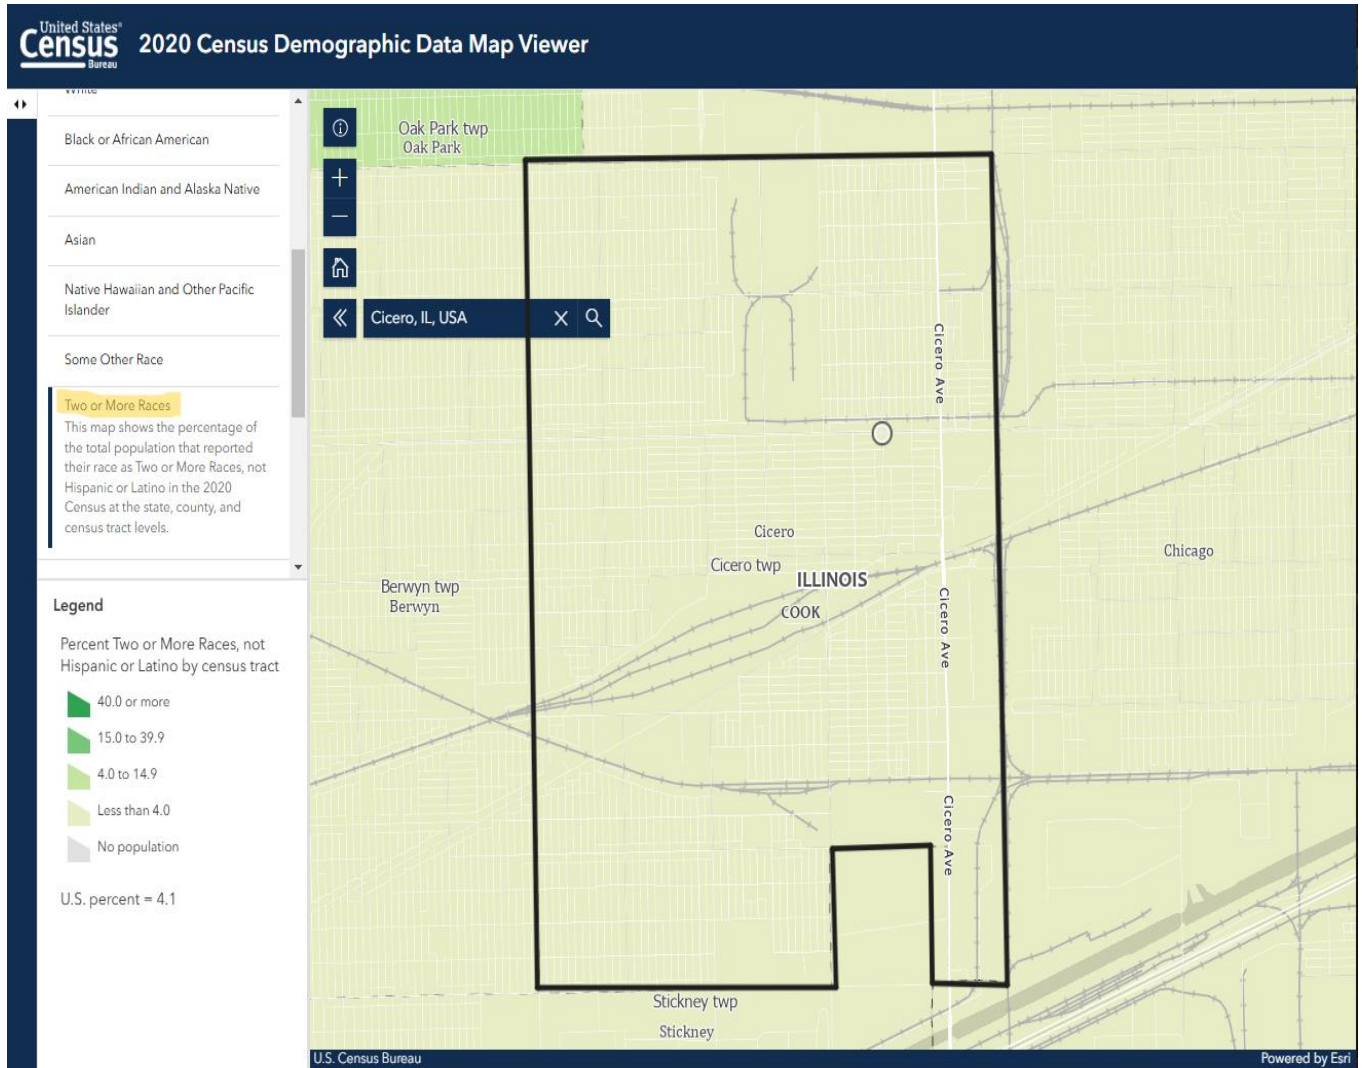 United States®
Census
Bureau
2020 Census Demographic Data Map Viewer
White
Black or African American
American Indian and Alaska Native
Asian
Native Hawaiian and Other Pacific
Islander
Some Other Race
Two or More Races
This map shows the percentage of
the total population that reported
their race as Two or More Races, not
Hispanic or Latino in the 2020
Census at the state, county, and
census tract levels.
Legend
Percent Two or More Races, not
Hispanic or Latino by census tract
40.0 or more
15.0 to 39.9
4.0 to 14.9
Less than 4.0
No population
U.S. percent = 4.1
Oak Park twp
Oak Park
Cicero, IL, USA
Cicero Ave
Cicero
Cicero twp
ILLINOIS
COOK
Chicago
Berwyn twp
Berwyn
Cicero Ave
Cicero Ave
Stickney twp
Stickney
U.S. Census Bureau
Powered by Esri